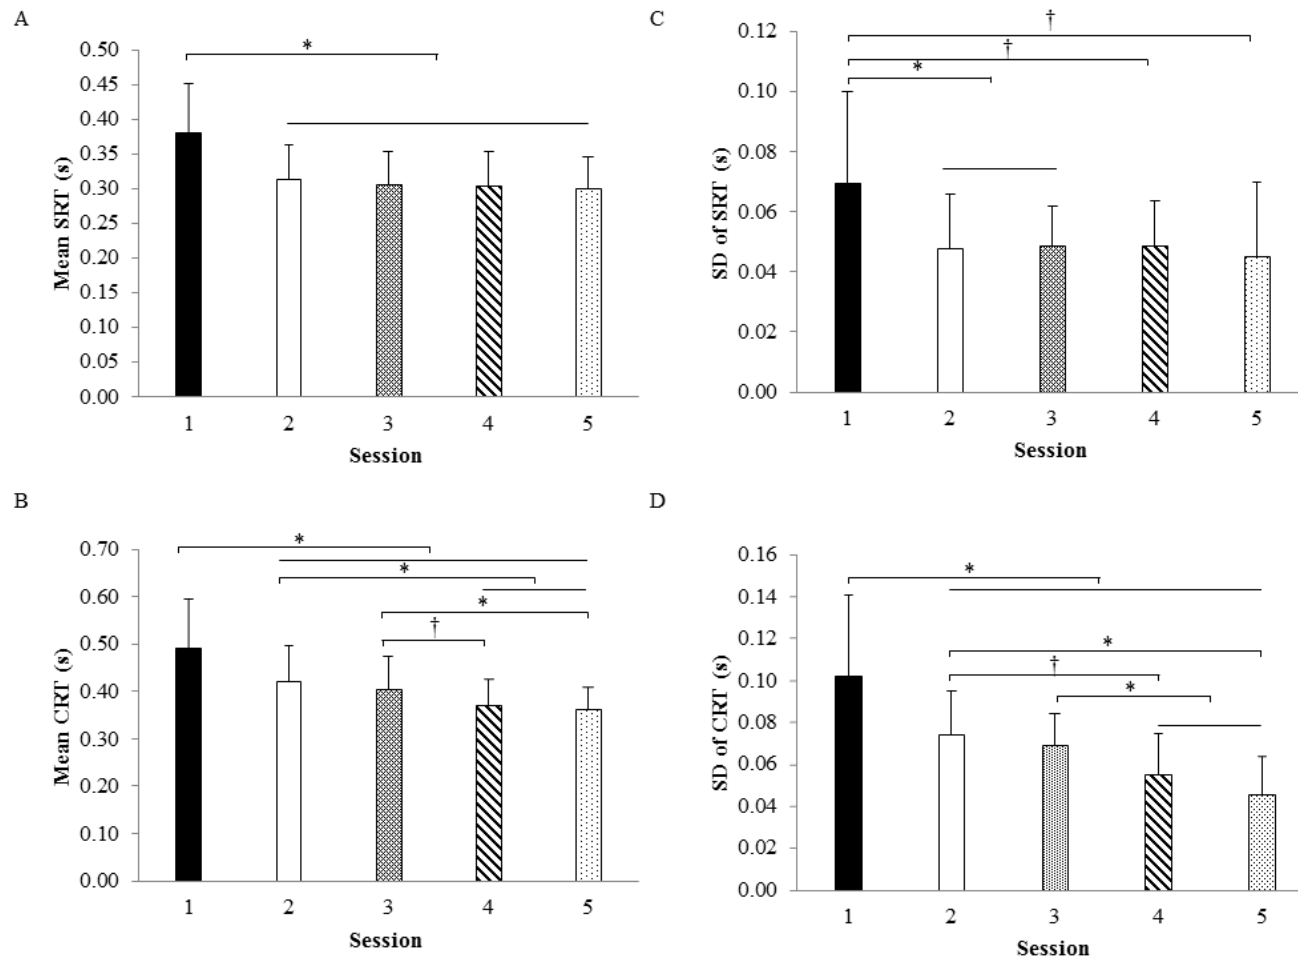 A
*
0.50
0.45
0.40
0.35
0.30
0.25
0.20
0.15
0.10
0.05
0.00
Mean SRT (s)
1 2 3 4 5
Session
C
†
†
*
0.12
0.10
0.08
0.06
0.04
0.02
0.00
SD of SRT (s)
1 2 3 4 5
Session
B
*
*
*
†
0.70
0.60
0.50
0.40
0.30
0.20
0.10
0.00
Mean CRT (s)
1 2 3 4 5
Session
D
*
*
†
*
0.16
0.14
0.12
0.10
0.08
0.06
0.04
0.02
0.00
SD of CRT (s)
1 2 3 4 5
Session